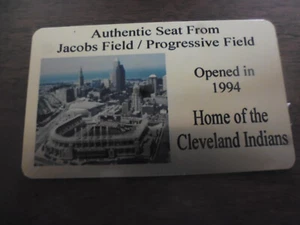 Authentic Seat From
Jacobs Field / Progressive Field
Opened in
1994
Home of the
Cleveland Indians